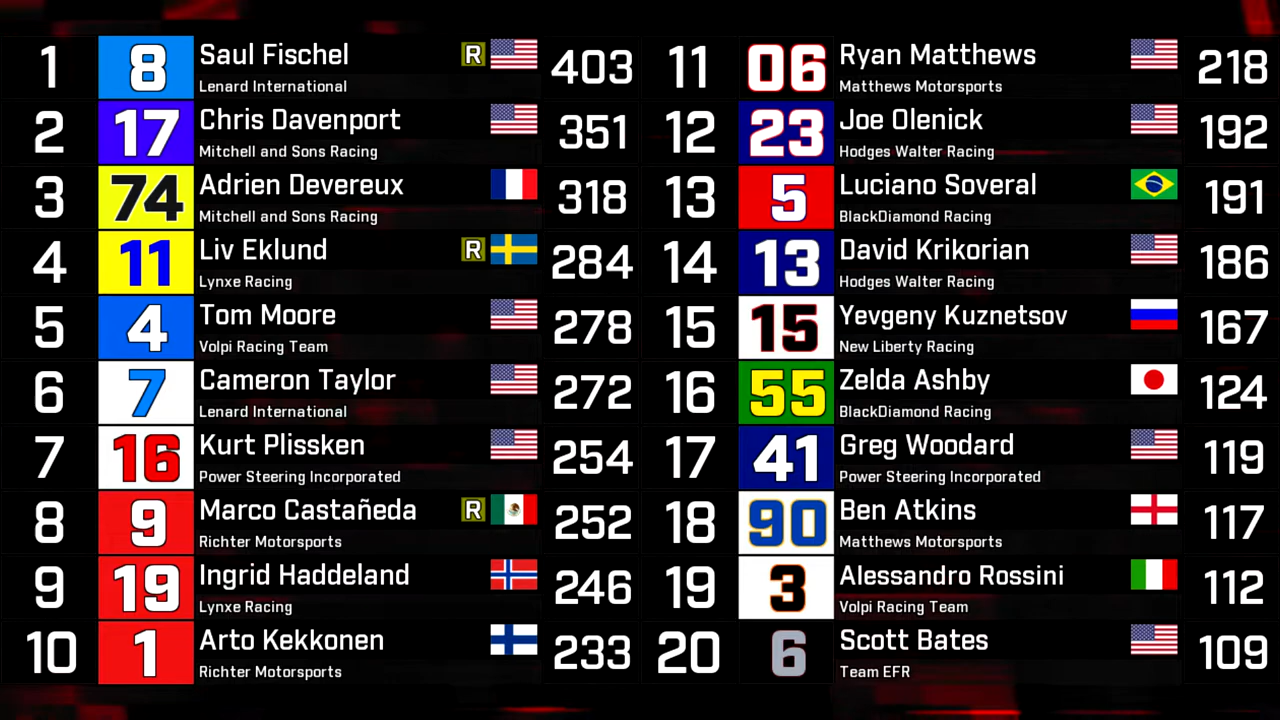 1 8 Saul Fischel R 403
Lenard International
2 17 Chris Davenport 351
Mitchell and Sons Racing
3 74 Adrien Devereux 318
Mitchell and Sons Racing
4 11 Liv Eklund R 284
Lynxe Racing
5 4 Tom Moore 278
Volpi Racing Team
6 7 Cameron Taylor 272
Lenard International
7 16 Kurt Plissken 254
Power Steering Incorporated
8 9 Marco Castañeda R 252
Richter Motorsports
9 19 Ingrid Haddeland 246
Lynxe Racing
10 1 Arto Kekkonen 233
Richter Motorsports
11 06 Ryan Matthews 218
Matthews Motorsports
12 23 Joe Olenick 192
Hodges Walter Racing
13 5 Luciano Soveral 191
BlackDiamond Racing
14 13 David Krikorian 186
Hodges Walter Racing
15 15 Yevgeny Kuznetsov 167
New Liberty Racing
16 55 Zelda Ashby 124
BlackDiamond Racing
17 41 Greg Woodard 119
Power Steering Incorporated
18 90 Ben Atkins 117
Matthews Motorsports
19 3 Alessandro Rossini 112
Volpi Racing Team
20 6 Scott Bates 109
Team EFR